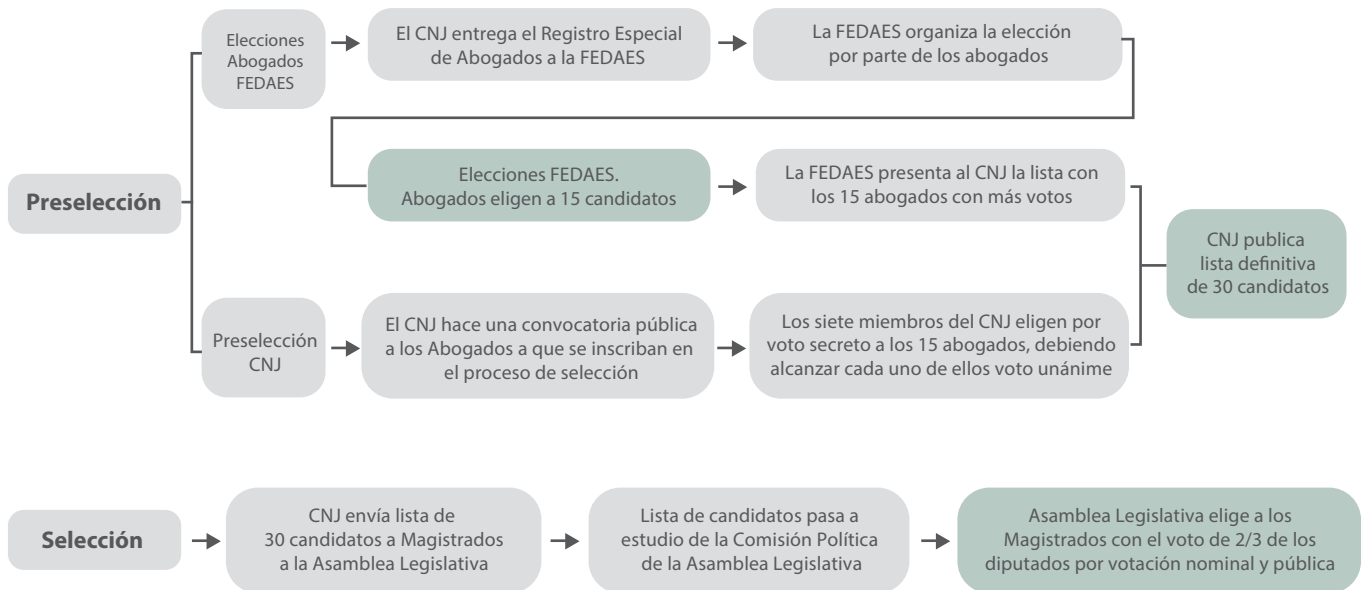 Elecciones
Abogados
FEDAES
El CNJ entrega el Registro Especial
de Abogados a la FEDAES
La FEDAES organiza la elección
por parte de los abogados
Preselección
Elecciones FEDAES.
Abogados eligen a 15 candidatos
La FEDAES presenta al CNJ la lista con
los 15 abogados con más votos
CNJ publica
lista definitiva
de 30 candidatos
Preselección
CNJ
El CNJ hace una convocatoria pública
a los Abogados a que se inscriban en
el proceso de selección
Los siete miembros del CNJ eligen por
voto secreto a los 15 abogados, debiendo
alcanzar cada uno de ellos voto unánime
Selección
CNJ envía lista de
30 candidatos a Magistrados
a la Asamblea Legislativa
Lista de candidatos pasa a
estudio de la Comisión Política
de la Asamblea Legislativa
Asamblea Legislativa elige a los
Magistrados con el voto de 2/3 de los
diputados por votación nominal y pública